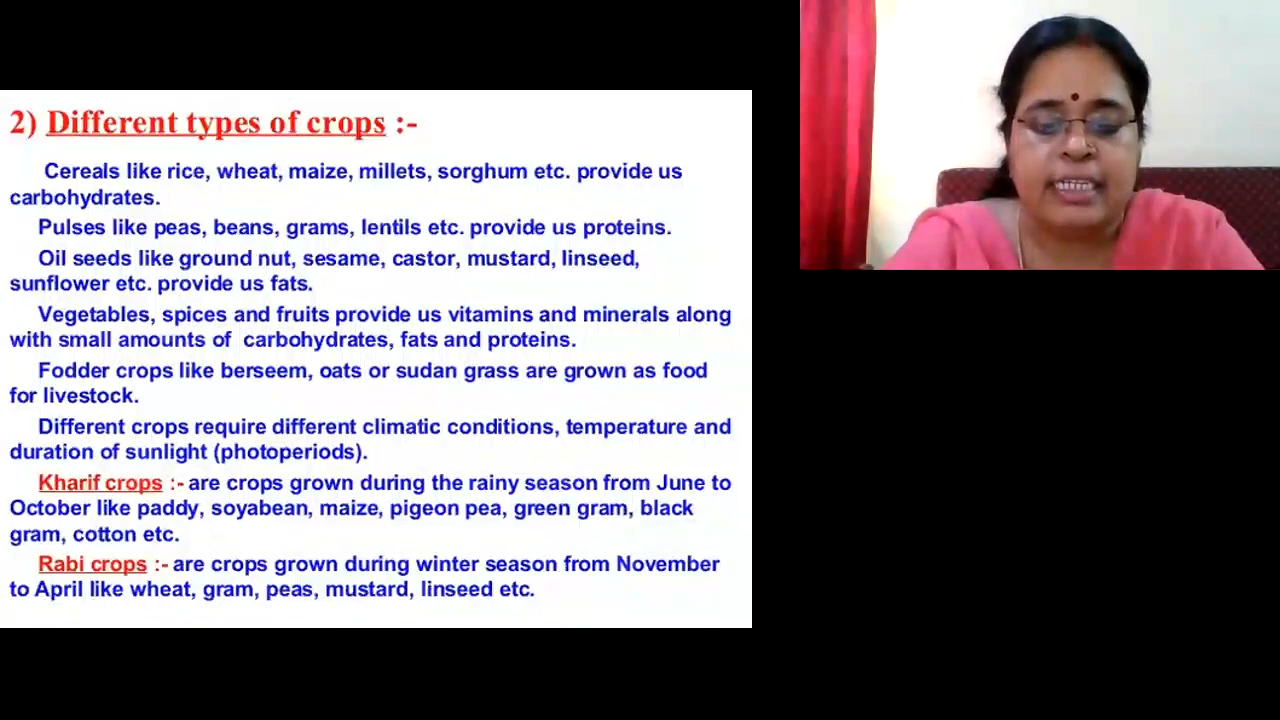 2) Different types of crops :-
Cereals like rice, wheat, maize, millets, sorghum etc. provide us
carbohydrates.
Pulses like peas, beans, grams, lentils etc. provide us proteins.
Oil seeds like ground nut, sesame, castor, mustard, linseed,
sunflower etc. provide us fats.
Vegetables, spices and fruits provide us vitamins and minerals along
with small amounts of carbohydrates, fats and proteins.
Fodder crops like berseem, oats or sudan grass are grown as food
for livestock.
Different crops require different climatic conditions, temperature and
duration of sunlight (photoperiods).
Kharif crops :- are crops grown during the rainy season from June to
October like paddy, soyabean, maize, pigeon pea, green gram, black
gram, cotton etc.
Rabi crops :- are crops grown during winter season from November
to April like wheat, gram, peas, mustard, linseed etc.